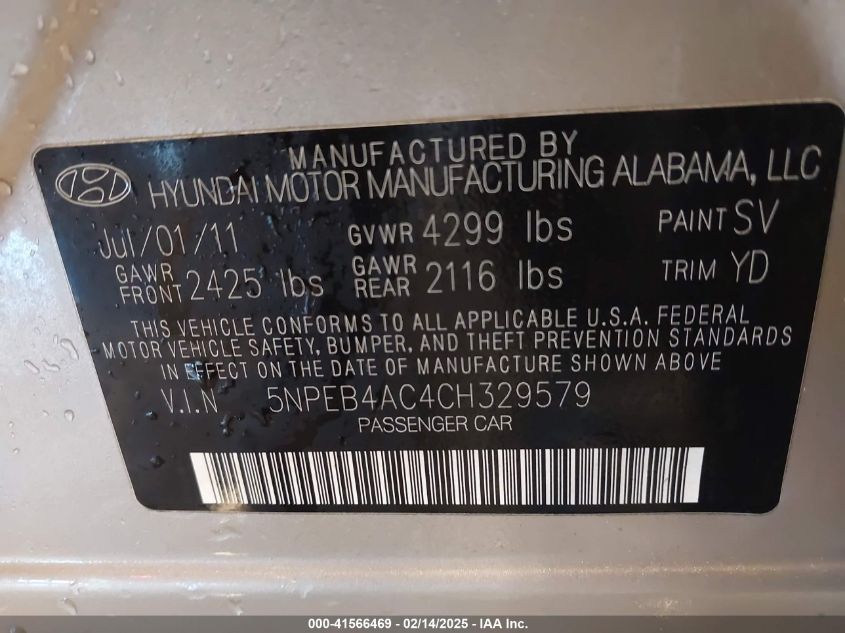 MANUFACTURED BY
HYUNDAI MOTOR MANUFACTURING ALABAMA, LLC
Jul/01/11 GVWR 4299 lbs PAINT SV
GAWR FRONT 2425 lbs GAWR REAR 2116 lbs TRIM YD
THIS VEHICLE CONFORMS TO ALL APPLICABLE U.S.A. FEDERAL
MOTOR VEHICLE SAFETY, BUMPER, AND THEFT PREVENTION STANDARDS
IN EFFECT ON THE DATE OF MANUFACTURE SHOWN ABOVE
V.I.N 5NPEB4AC4CH329579
PASSENGER CAR
000-41566469 - 02/14/2025 - IAA Inc.